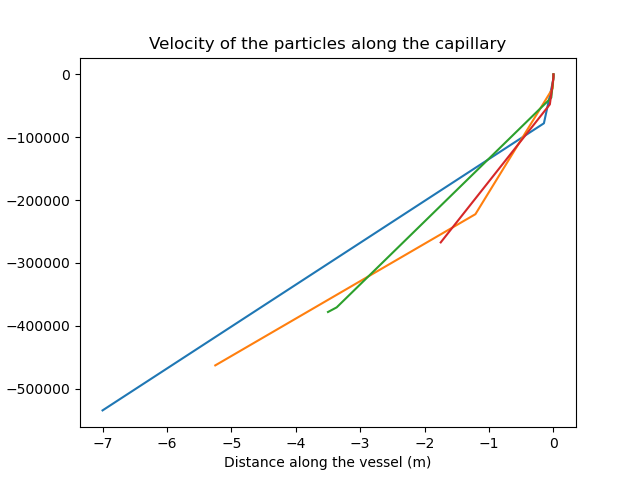 Velocity of the particles along the capillary
0
−100000
−200000
−300000
−400000
−500000
−7 −6 −5 −4 −3 −2 −1 0
Distance along the vessel (m)